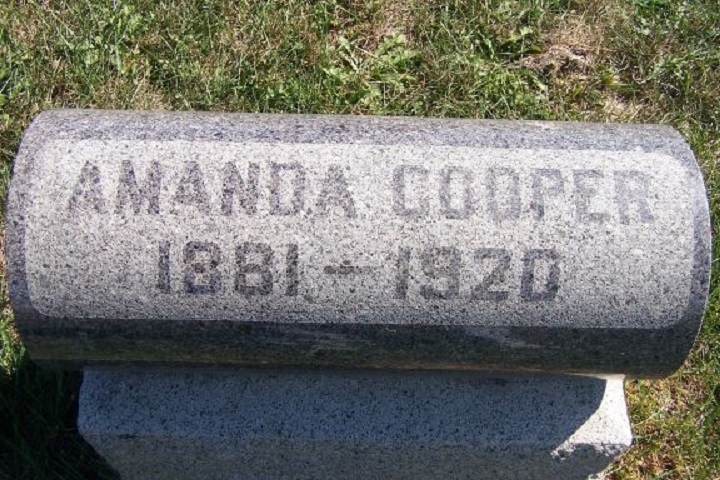 AMANDA COOPER
1881 – 1920